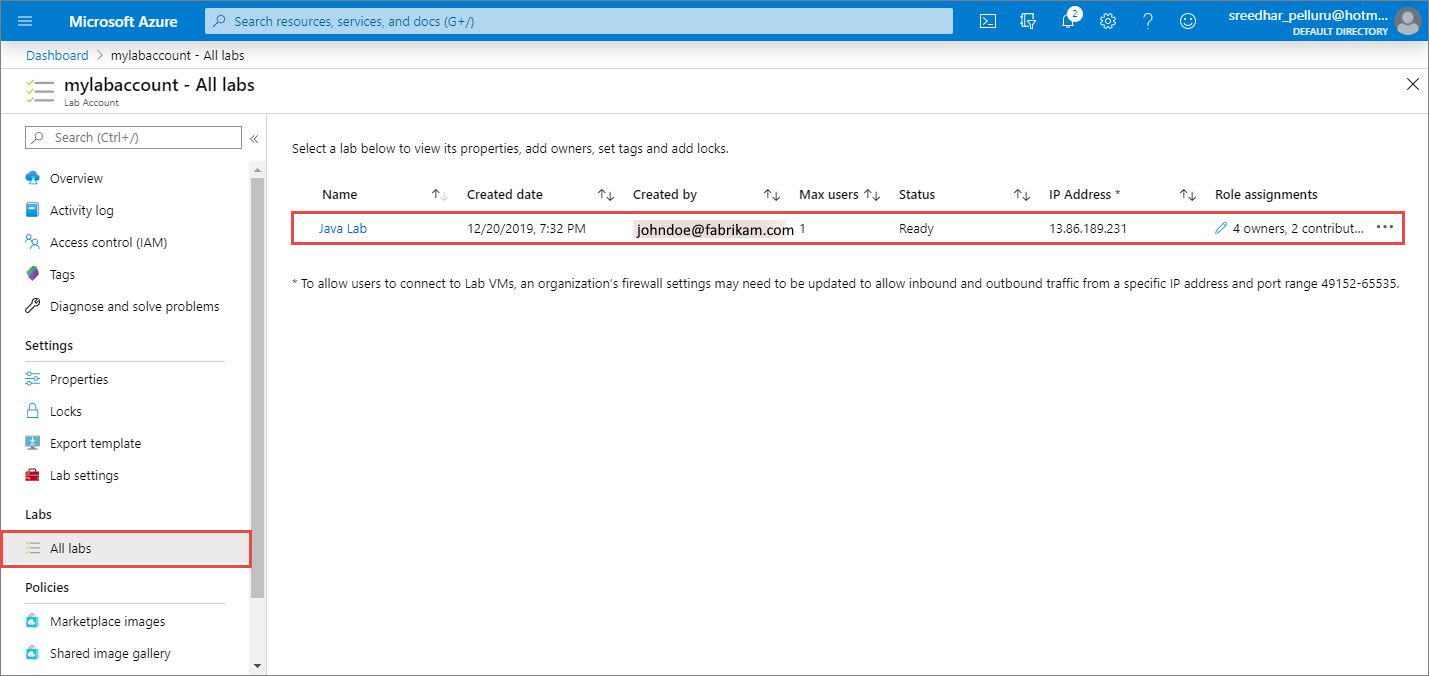 Microsoft Azure
Search resources, services, and docs (G+/)
2
sreedhar_pelluru@hotm...
DEFAULT DIRECTORY
Dashboard > mylabaccount - All labs
mylabaccount - All labs
Lab Account
Search (Ctrl+/)
Overview
Activity log
Access control (IAM)
Tags
Diagnose and solve problems
Settings
Properties
Locks
Export template
Lab settings
Labs
All labs
Policies
Marketplace images
Shared image gallery
Select a lab below to view its properties, add owners, set tags and add locks.
Name Created date Created by Max users Status IP Address * Role assignments
Java Lab 12/20/2019, 7:32 PM johndoe@fabrikam.com 1 Ready 13.86.189.231 4 owners, 2 contribut... ...
* To allow users to connect to Lab VMs, an organization's firewall settings may need to be updated to allow inbound and outbound traffic from a specific IP address and port range 49152-65535.